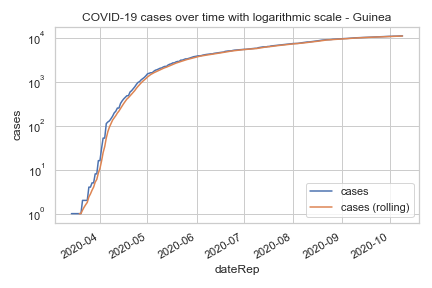 COVID-19 cases over time with logarithmic scale - Guinea
cases
10^4
10^3
10^2
10^1
10^0
cases
cases (rolling)
2020-04
2020-05
2020-06
2020-07
2020-08
2020-09
2020-10
dateRep